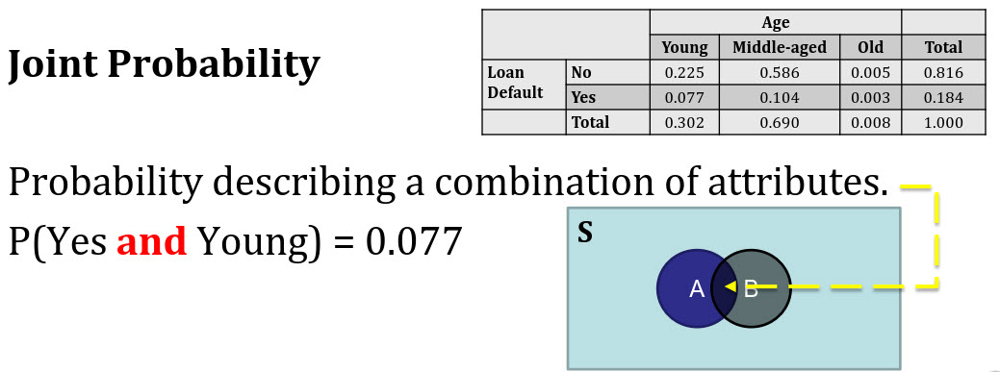 Joint Probability
Age
Young Middle-aged Old Total
Loan Default No 0.225 0.586 0.005 0.816
Yes 0.077 0.104 0.003 0.184
Total 0.302 0.690 0.008 1.000
Probability describing a combination of attributes.
P(Yes and Young) = 0.077
S
A B